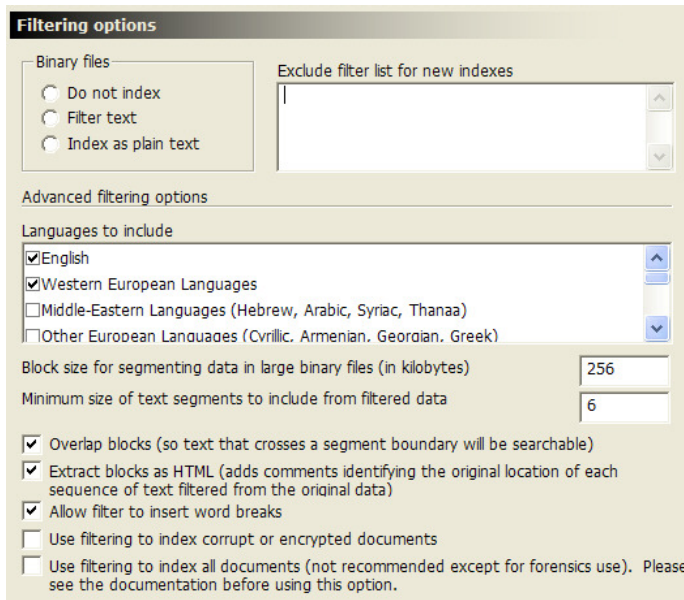 Filtering options
Binary files
Do not index
Filter text
Index as plain text
Exclude filter list for new indexes
Advanced filtering options
Languages to include
English
Western European Languages
Middle-Eastern Languages (Hebrew, Arabic, Syriac, Thanaa)
Other European Languages (Cyrillic, Armenian, Georgian, Greek)
Block size for segmenting data in large binary files (in kilobytes)
256
Minimum size of text segments to include from filtered data
6
Overlap blocks (so text that crosses a segment boundary will be searchable)
Extract blocks as HTML (adds comments identifying the original location of each
sequence of text filtered from the original data)
Allow filter to insert word breaks
Use filtering to index corrupt or encrypted documents
Use filtering to index all documents (not recommended except for forensics use). Please
see the documentation before using this option.